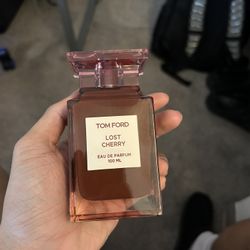 TOM FORD
LOST
CHERRY
EAU DE PARFUM
100 ML